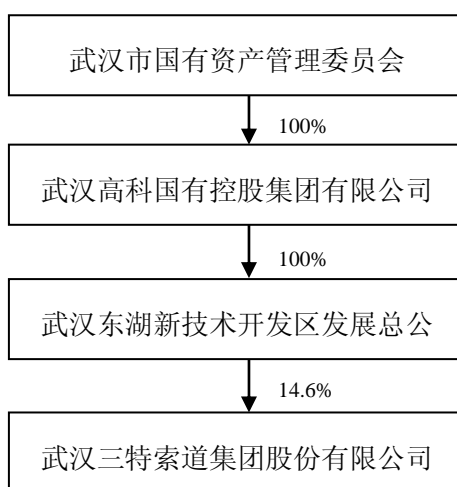 武汉市国有资产管理委员会
100%
武汉高科国有控股集团有限公司
100%
武汉东湖新技术开发区发展总公
14.6%
武汉三特索道集团股份有限公司